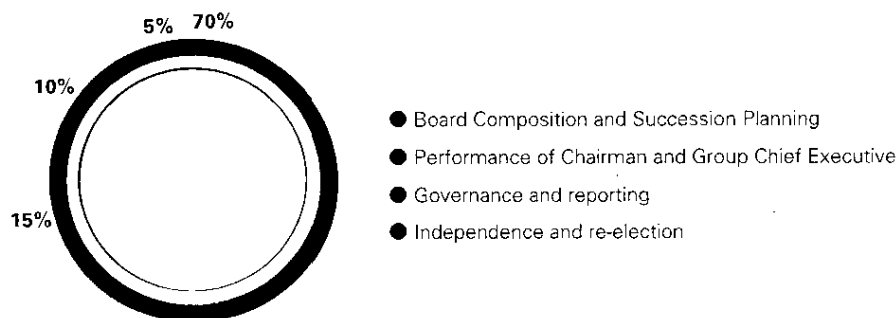 5% 70%
10%
15%
Board Composition and Succession Planning
Performance of Chairman and Group Chief Executive
Governance and reporting
Independence and re-election